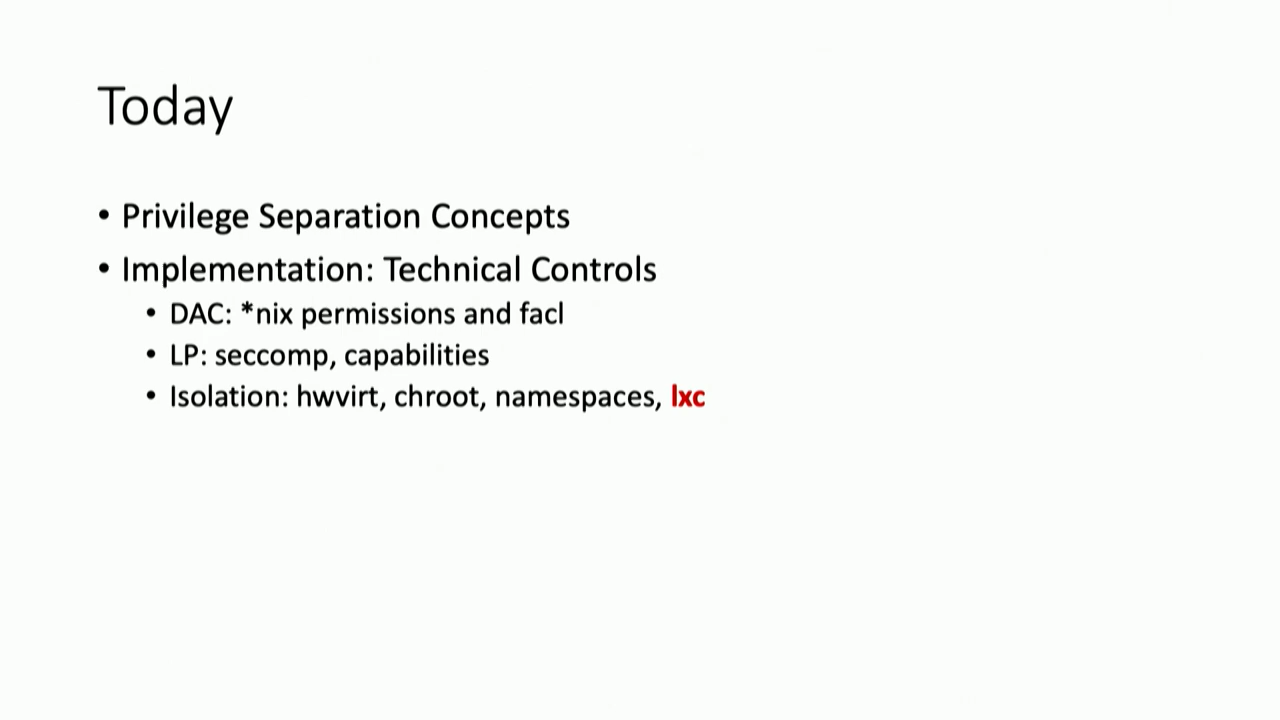 Today
• Privilege Separation Concepts
• Implementation: Technical Controls
• DAC: *nix permissions and facl
• LP: seccomp, capabilities
• Isolation: hwvirt, chroot, namespaces, lxc